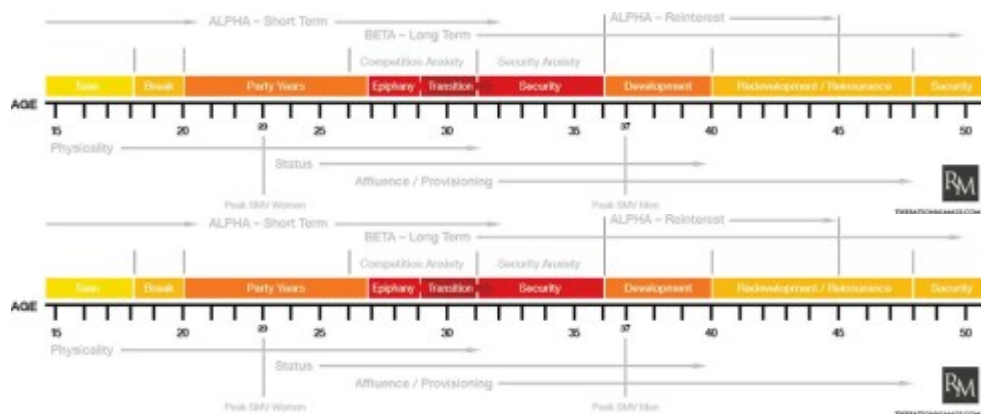 ALPHA – Short Term
ALPHA – Reinterest
BETA – Long Term
Competition Anxiety Security Anxiety
Teen Break Party Years Epiphany Transition Security Development Redevelopment / Reinsurance Security
AGE
15 20 23 25 30 35 37 40 45 50
Physicality
Status
Affluence / Provisioning
RM
Peak SMV Women Peak SMV Men
THERATIONALMALE.COM
ALPHA – Short Term
ALPHA – Reinterest
BETA – Long Term
Competition Anxiety Security Anxiety
Teen Break Party Years Epiphany Transition Security Development Redevelopment / Reinsurance Security
AGE
15 20 23 25 30 35 37 40 45 50
Physicality
Status
Affluence / Provisioning
RM
Peak SMV Women Peak SMV Men